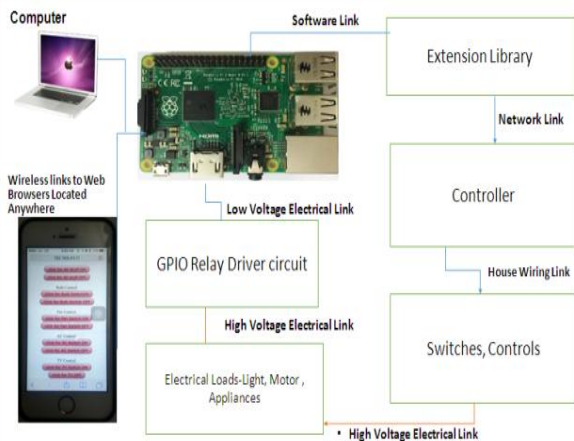 Computer
Software Link
Extension Library
Network Link
Wireless links to Web
Browsers Located
Anywhere
Controller
Low Voltage Electrical Link
GPIO Relay Driver circuit
House Wiring Link
High Voltage Electrical Link
Switches, Controls
Electrical Loads-Light, Motor ,
Appliances
• High Voltage Electrical Link
HDMI